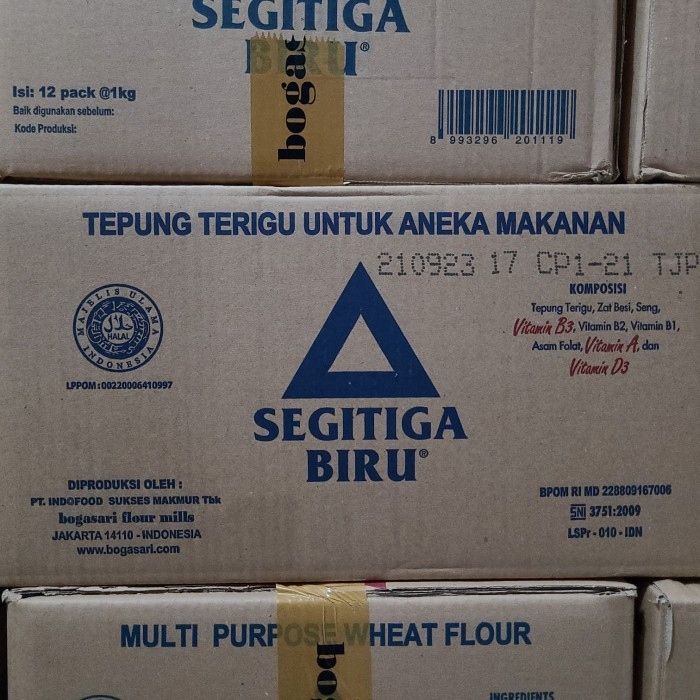 SEGITIGA
BIRU®
Isi: 12 pack @1kg
Baik digunakan sebelum:
Kode Produksi:
bogas
8 993296 201119
TEPUNG TERIGU UNTUK ANEKA MAKANAN
210923 17 CP1-21 TJP
MAJELIS ULAMA
حلال
HALAL
INDONESIA
LPPOM:00220006410997
KOMPOSISI
Tepung Terigu, Zat Besi, Seng,
Vitamin B3, Vitamin B2, Vitamin B1,
Asam Folat, Vitamin A, dan
Vitamin D3
SEGITIGA
BIRU®
DIPRODUKSI OLEH :
PT. INDOFOOD SUKSES MAKMUR Tbk
bogasari flour mills
JAKARTA 14110 - INDONESIA
www.bogasari.com
BPOM RI MD 228809167006
SNI 3751:2009
LSPr - 010 - IDN
MULTI PURPOSE WHEAT FLOUR
bog
INGREDIENTS